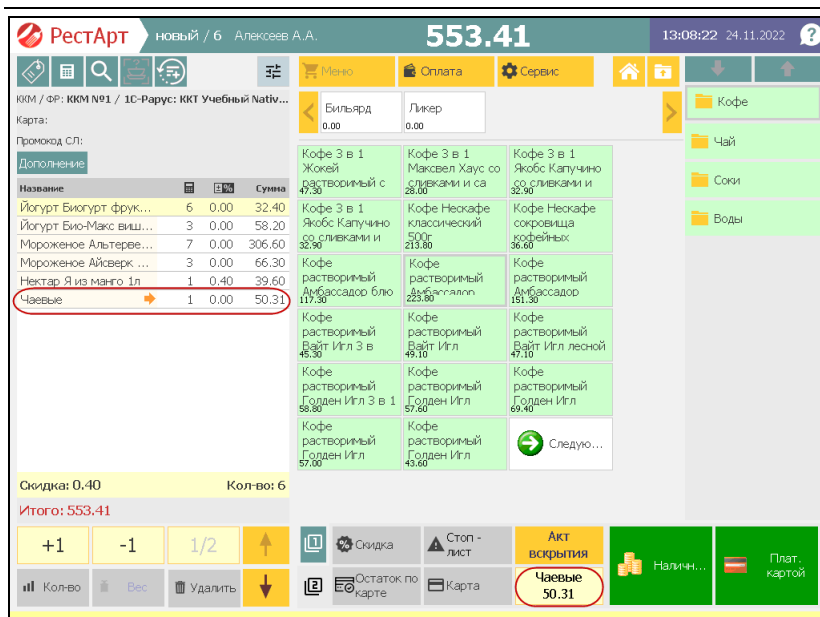 РестАрт новый / 6 Алексеев А.А. 553.41 13:08:22 24.11.2022 ?
Меню Оплата Сервис
ККМ / ФР: ККМ №1 / 1С-Рарус: ККТ Учебный Nativ...
Карта:
Промокод СЛ:
Дополнение
Название % Сумма
Йогурт Биогурт фрук... 6 0.00 32.40
Йогурт Био-Макс виш... 3 0.00 58.20
Мороженое Альтерве... 7 0.00 306.60
Мороженое Айсверк ... 3 0.00 66.30
Нектар Я из манго 1л 1 0.40 39.60
Чаевые 1 0.00 50.31
Скидка: 0.40 Кол-во: 6
Итого: 553.41
+1 -1 1/2
Кол-во Вес Удалить
Бильярд
0.00
Ликер
0.00
Кофе 3 в 1
Жокей
растворимый с
47.30
Кофе 3 в 1
Максвел Хаус со
сливками и са
28.00
Кофе 3 в 1
Якобс Капучино
со сливками и
32.90
Кофе 3 в 1
Якобс Капучино
со сливками и
32.90
Кофе Нескафе
классический
500г
213.80
Кофе Нескафе
сокровища
кофейных
36.60
Кофе
растворимый
Амбассадор блю
117.30
Кофе
растворимый
Амбассадор
223.80
Кофе
растворимый
Амбассадор
151.30
Кофе
растворимый
Вайт Игл 3 в
45.30
Кофе
растворимый
Вайт Игл
49.10
Кофе
растворимый
Вайт Игл лесной
47.10
Кофе
растворимый
Голден Игл 3 в 1
58.80
Кофе
растворимый
Голден Игл
57.60
Кофе
растворимый
Голден Игл
69.40
Кофе
растворимый
Голден Игл
57.00
Кофе
растворимый
Голден Игл
43.60
Следую...
Кофе
Чай
Соки
Воды
1 Скидка
Стоп -
лист
Акт
вскрытия
2 Остаток по
карте
Карта
Чаевые
50.31
Наличн...
Плат.
картой